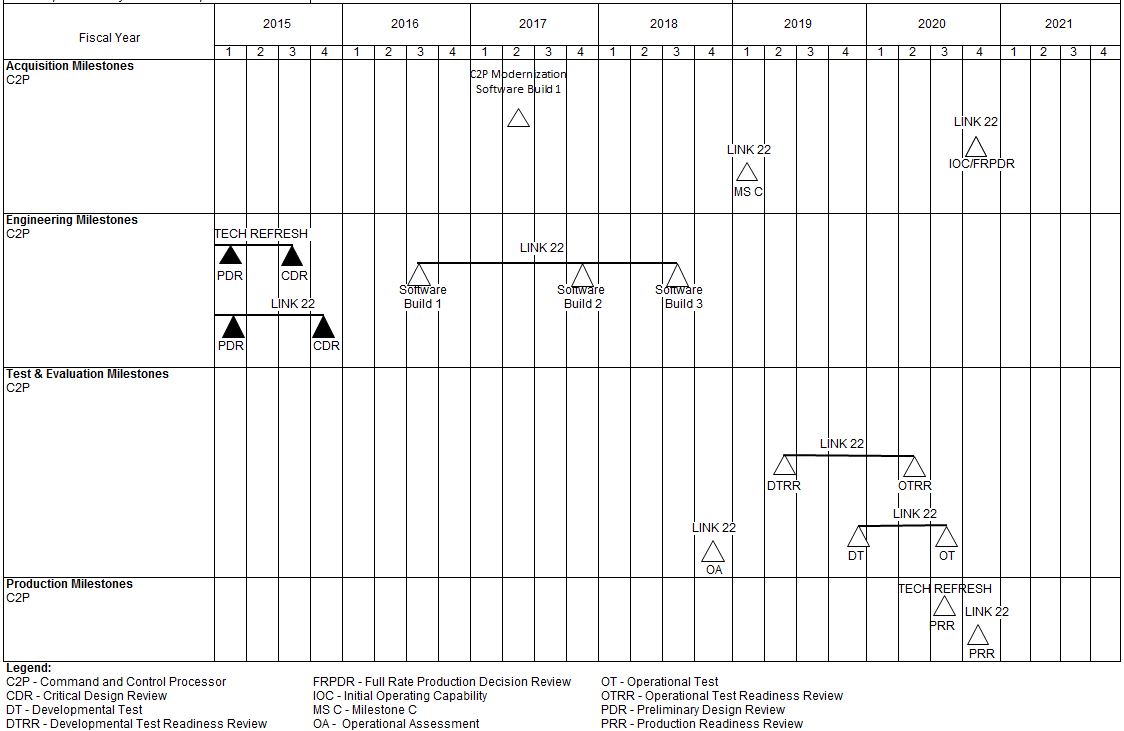 Fiscal Year
2015 2016 2017 2018 2019 2020 2021
1 2 3 4 1 2 3 4 1 2 3 4 1 2 3 4 1 2 3 4 1 2 3 4 1 2 3 4
Acquisition Milestones
C2P
C2P Modernization
Software Build 1
LINK 22
IOC/FRPDR
LINK 22
MS C
Engineering Milestones
C2P
TECH REFRESH
PDR CDR
LINK 22
PDR CDR
LINK 22
Software
Build 1
Software
Build 2
Software
Build 3
Test & Evaluation Milestones
C2P
LINK 22
DTRR OTRR
LINK 22
DT OT
LINK 22
OA
Production Milestones
C2P
TECH REFRESH
PRR
LINK 22
PRR
Legend:
C2P - Command and Control Processor FRPDR - Full Rate Production Decision Review OT - Operational Test
CDR - Critical Design Review IOC - Initial Operating Capability OTRR - Operational Test Readiness Review
DT - Developmental Test MS C - Milestone C PDR - Preliminary Design Review
DTRR - Developmental Test Readiness Review OA - Operational Assessment PRR - Production Readiness Review